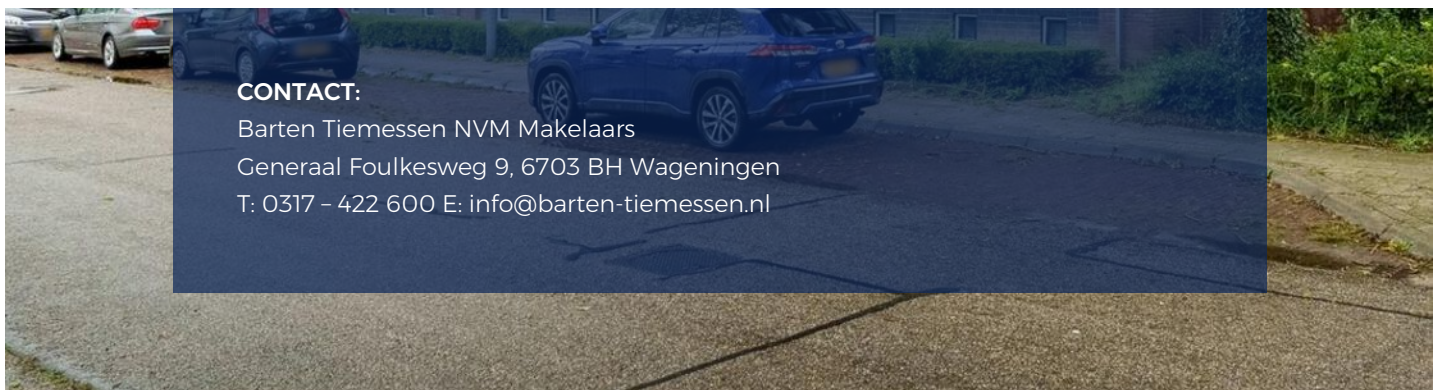 CONTACT:
Barten Tiemessen NVM Makelaars
Generaal Foulkesweg 9, 6703 BH Wageningen
T: 0317 – 422 600 E: info@barten-tiemessen.nl